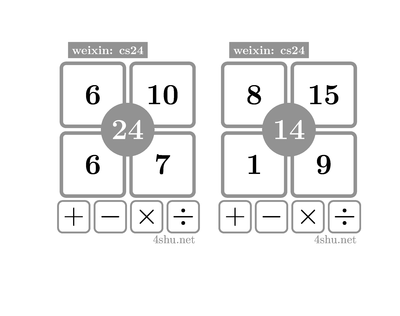 weixin: cs24
6 10
24
6 7
+ − × ÷
4shu.net
weixin: cs24
8 15
14
1 9
+ − × ÷
4shu.net